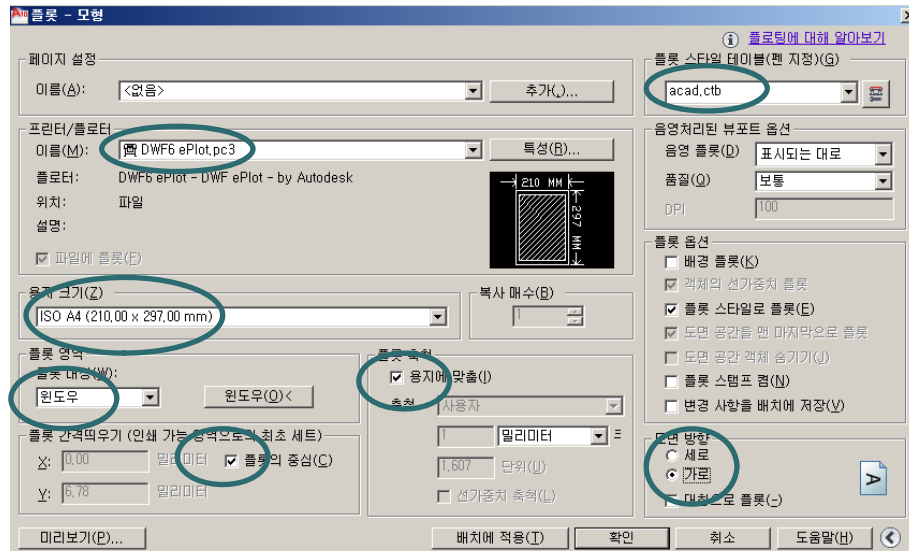 플롯 - 모형
플로팅에 대해 알아보기
페이지 설정
이름(A):
<없음>
추가(.)...
프린터/플로터
이름(M):
DWF6 ePlot.pc3
특성(R)...
플로터:
DWF6 ePlot - DWF ePlot - by Autodesk
위치:
파일
설명:
파일에 플롯(F)
210 MM
297 MM
용지 크기(Z)
ISO A4 (210.00 x 297.00 mm)
복사 매수(B)
1
플롯 영역
플롯 대상(W):
윈도우
윈도우(O)<
플롯 간격띄우기 (인쇄 가능 영역으로의 최초 세트)
X:
0.00
밀리미터
플롯의 중심(C)
Y:
6.78
밀리미터
플롯 축척
용지에 맞춤(I)
축척
사용자
1
밀리미터
=
1.607
단위(U)
선가중치 축척(L)
플롯 스타일 테이블(펜 지정)(G)
acad.ctb
음영처리된 뷰포트 옵션
음영 플롯(D)
표시되는 대로
품질(Q)
보통
DPI
100
플롯 옵션
배경 플롯(K)
객체의 선가중치 플롯
플롯 스타일로 플롯(E)
도면 공간을 맨 마지막으로 플롯
도면 공간 객체 숨기기(J)
플롯 스탬프 켬(N)
변경 사항을 배치에 저장(V)
도면 방향
세로
가로
대칭으로 플롯(-)
A
미리보기(P)...
배치에 적용(T)
확인
취소
도움말(H)